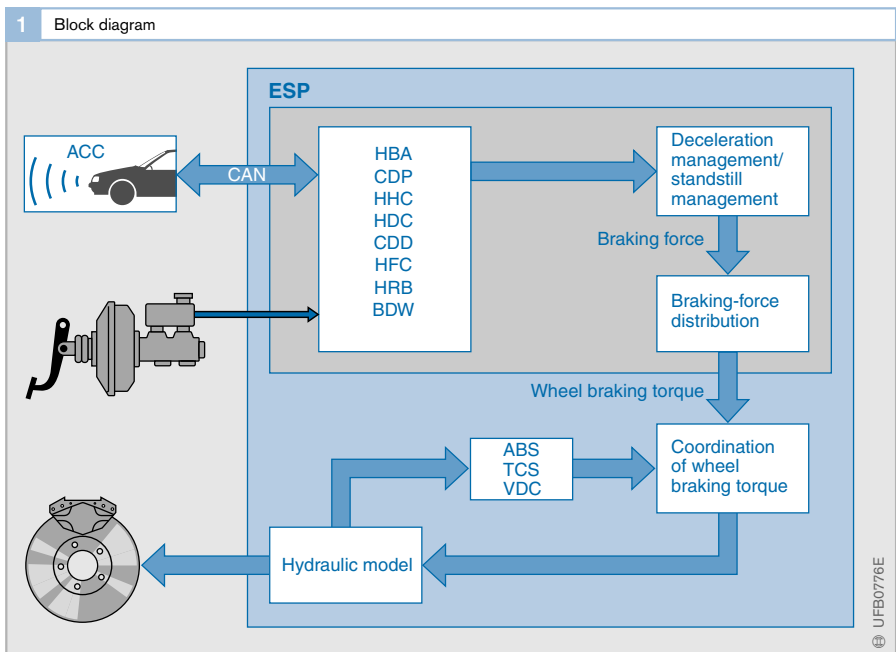 1 Block diagram
ESP
ACC
CAN
HBA
CDP
HHC
HDC
CDD
HFC
HRB
BDW
Deceleration
management/
standstill
management
Braking force
Braking-force
distribution
Wheel braking torque
ABS
TCS
VDC
Coordination
of wheel
braking torque
Hydraulic model
UFB0776E